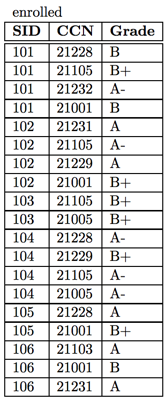 enrolled
SID CCN Grade
101 21228 B
101 21105 B+
101 21232 A-
101 21001 B
102 21231 A
102 21105 A-
102 21229 A
102 21001 B+
103 21105 B+
103 21005 B+
104 21228 A-
104 21229 B+
104 21105 A-
104 21005 A-
105 21228 A
105 21001 B+
106 21103 A
106 21001 B
106 21231 A